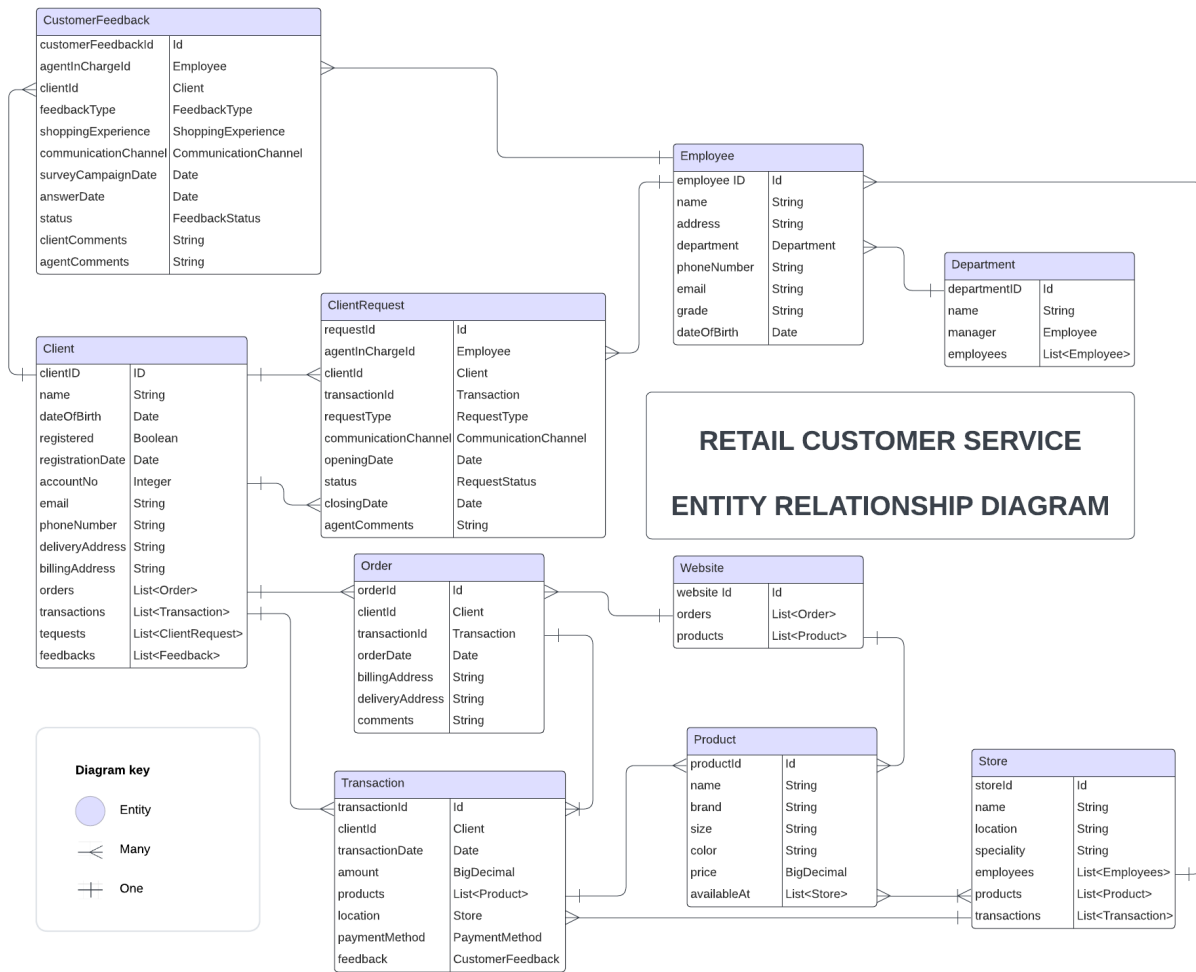 CustomerFeedback
customerFeedbackId Id
agentInChargeId Employee
clientId Client
feedbackType FeedbackType
shoppingExperience ShoppingExperience
communicationChannel CommunicationChannel
surveyCampaignDate Date
answerDate Date
status FeedbackStatus
clientComments String
agentComments String
Employee
employee ID Id
name String
address String
department Department
phoneNumber String
email String
grade String
dateOfBirth Date
Department
departmentID Id
name String
manager Employee
employees List<Employee>
ClientRequest
requestId Id
agentInChargeId Employee
clientId Client
transactionId Transaction
requestType RequestType
communicationChannel CommunicationChannel
openingDate Date
status RequestStatus
closingDate Date
agentComments String
Client
clientID ID
name String
dateOfBirth Date
registered Boolean
registrationDate Date
accountNo Integer
email String
phoneNumber String
deliveryAddress String
billingAddress String
orders List<Order>
transactions List<Transaction>
tequests List<ClientRequest>
feedbacks List<Feedback>
RETAIL CUSTOMER SERVICE
ENTITY RELATIONSHIP DIAGRAM
Order
orderId Id
clientId Client
transactionId Transaction
orderDate Date
billingAddress String
deliveryAddress String
comments String
Website
website Id Id
orders List<Order>
products List<Product>
Diagram key
Entity
Many
One
Transaction
transactionId Id
clientId Client
transactionDate Date
amount BigDecimal
products List<Product>
location Store
paymentMethod PaymentMethod
feedback CustomerFeedback
Product
productId Id
name String
brand String
size String
color String
price BigDecimal
availableAt List<Store>
Store
storeId Id
name String
location String
speciality String
employees List<Employees>
products List<Product>
transactions List<Transaction>